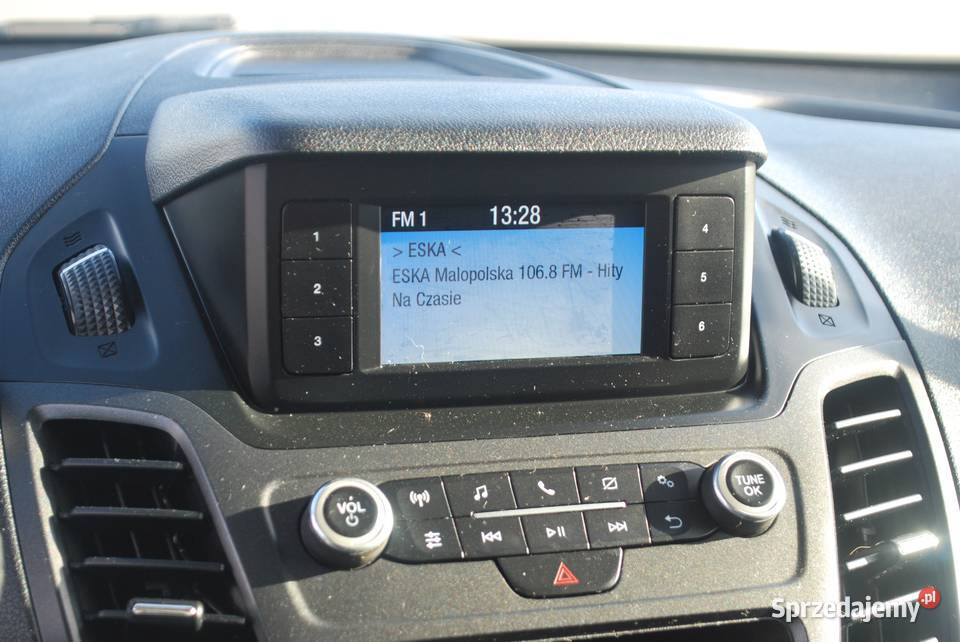 FM 1 13:28
> ESKA <
ESKA Malopolska 106.8 FM - Hity
Na Czasie
1
2
3
4
5
6
VOL
TUNE
OK
Sprzedajemy.pl